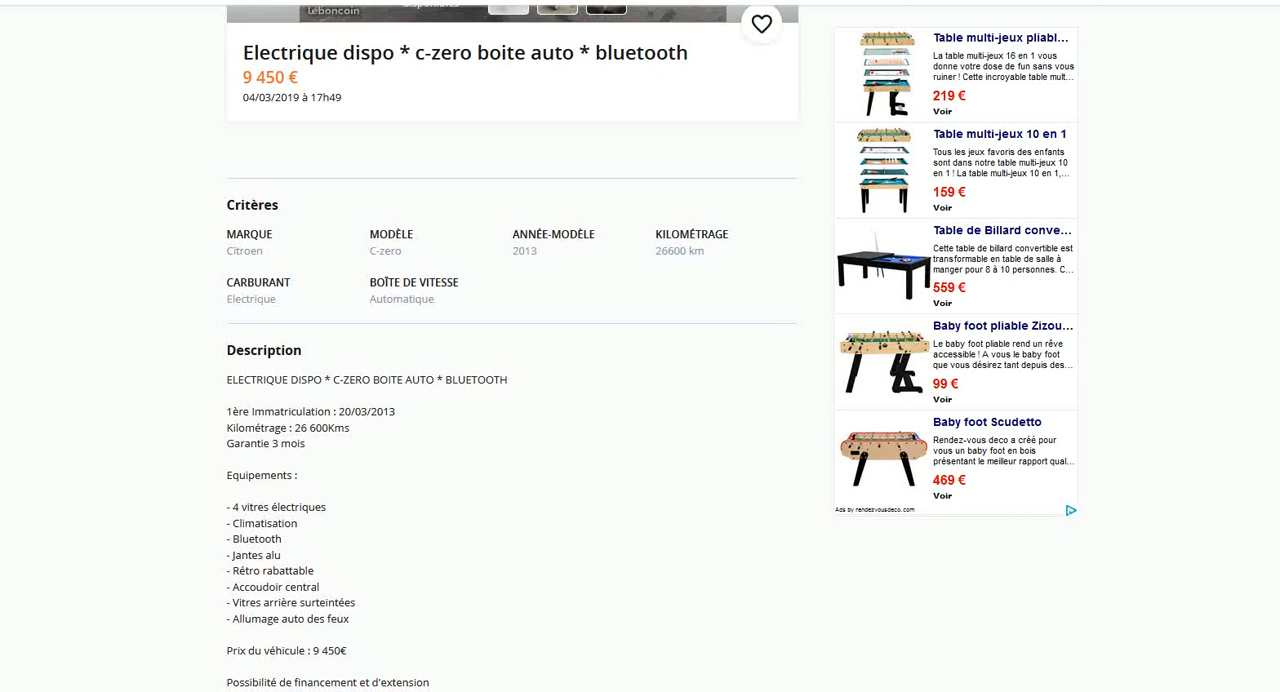 leboncoin
Electrique dispo * c-zero boite auto * bluetooth
9 450 €
04/03/2019 à 17h49
Critères
MARQUE
Citroen
MODÈLE
C-zero
ANNÉE-MODÈLE
2013
KILOMÉTRAGE
26600 km
CARBURANT
Electrique
BOÎTE DE VITESSE
Automatique
Description
ELECTRIQUE DISPO * C-ZERO BOITE AUTO * BLUETOOTH
1ère Immatriculation : 20/03/2013
Kilométrage : 26 600Kms
Garantie 3 mois
Equipements :
- 4 vitres électriques
- Climatisation
- Bluetooth
- Jantes alu
- Rétro rabattable
- Accoudoir central
- Vitres arrière surteintées
- Allumage auto des feux
Prix du véhicule : 9 450€
Possibilité de financement et d'extension
Table multi-jeux pliabl...
La table multi-jeux 16 en 1 vous
donne votre dose de fun sans vous
ruiner ! Cette incroyable table mult...
219 €
Voir
Table multi-jeux 10 en 1
Tous les jeux favoris des enfants
sont dans notre table multi-jeux 10
en 1 ! La table multi-jeux 10 en 1,...
159 €
Voir
Table de Billard conve...
Cette table de billard convertible est
transformable en table de salle à
manger pour 8 à 10 personnes. C...
559 €
Voir
Baby foot pliable Zizou...
Le baby foot pliable rend un rêve
accessible ! A vous le baby foot
que vous désirez tant depuis des...
99 €
Voir
Baby foot Scudetto
Rendez-vous deco a créé pour
vous un baby foot en bois
présentant le meilleur rapport qual...
469 €
Voir
Ads by rendezvousdeco.com